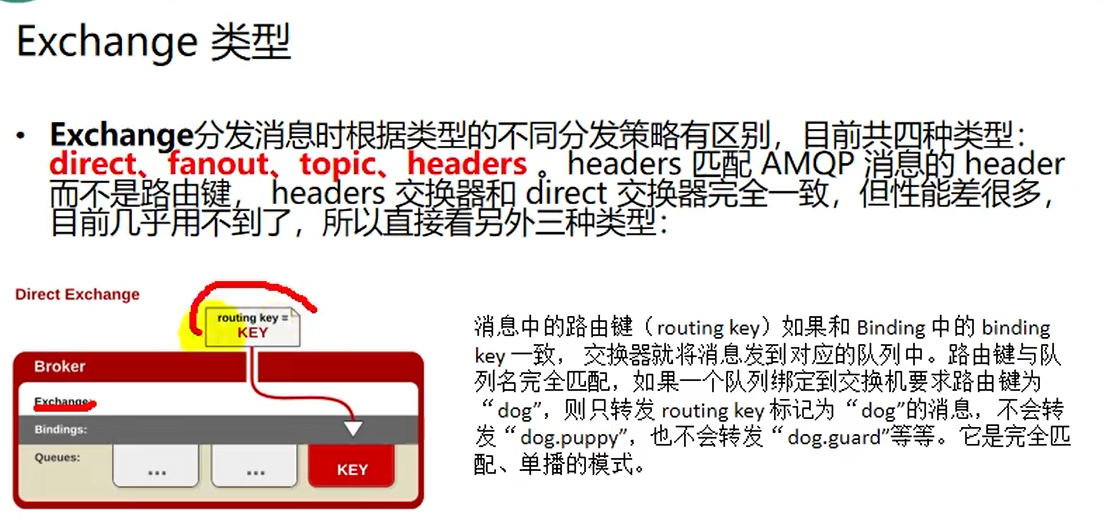 Exchange 类型
• Exchange分发消息时根据类型的不同分发策略有区别，目前共四种类型：
direct、fanout、topic、headers 。headers 匹配 AMQP 消息的 header
而不是路由键， headers 交换器和 direct 交换器完全一致，但性能差很多，
目前几乎用不到了，所以直接看另外三种类型：
Direct Exchange
routing key =
KEY
Broker
Exchange
Bindings:
Queues:
...
...
KEY
消息中的路由键（routing key）如果和 Binding 中的 binding
key 一致， 交换器就将消息发到对应的队列中。路由键与队
列名完全匹配，如果一个队列绑定到交换机要求路由键为
“dog”，则只转发 routing key 标记为“dog”的消息，不会转
发“dog.puppy”，也不会转发“dog.guard”等等。它是完全匹
配、单播的模式。